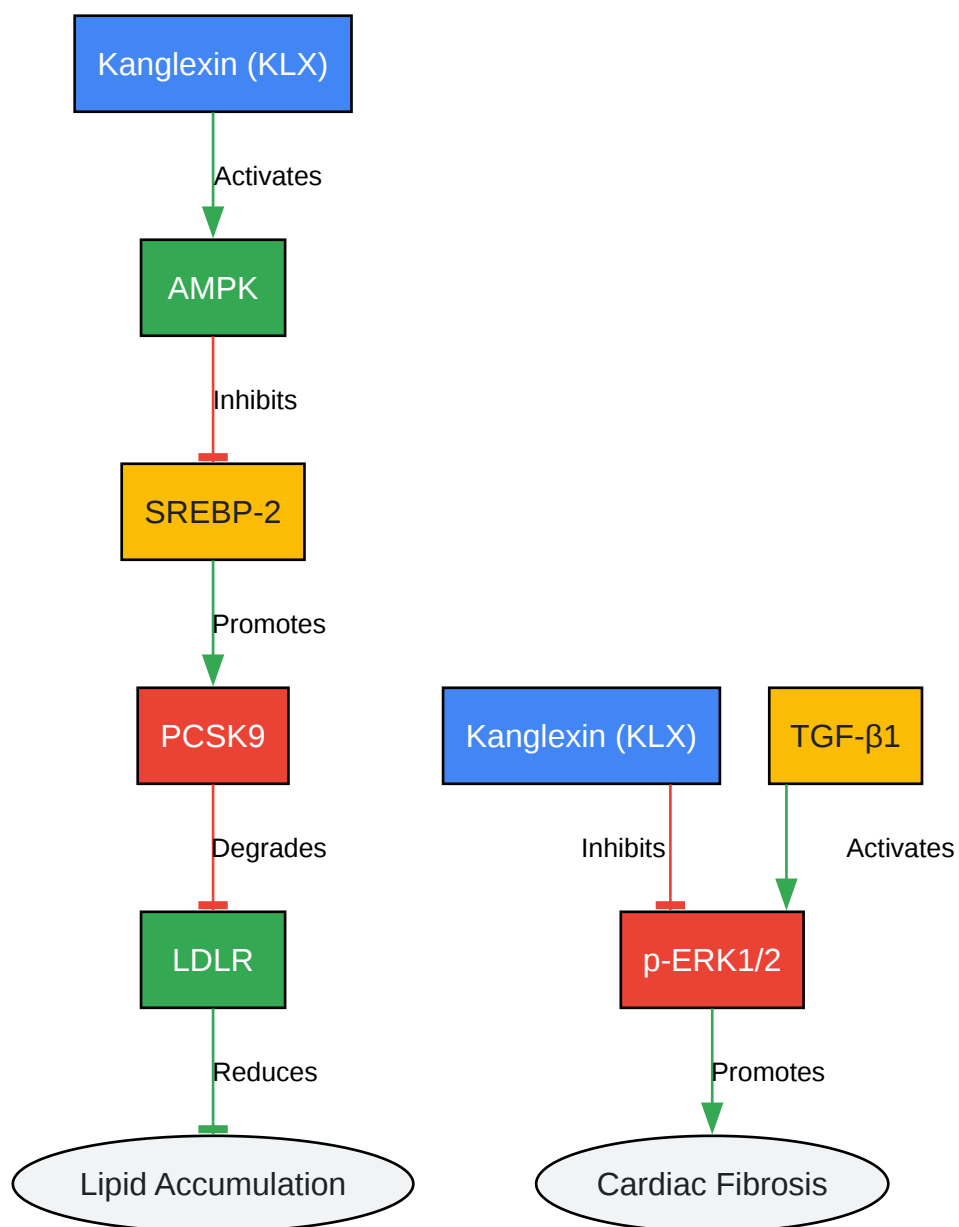 Kanglexin (KLX)
Activates
AMPK
Inhibits
SREBP-2
Promotes
PCSK9
Degrades
LDLR
Reduces
Lipid Accumulation
Kanglexin (KLX)
TGF-β1
Inhibits
Activates
p-ERK1/2
Promotes
Cardiac Fibrosis